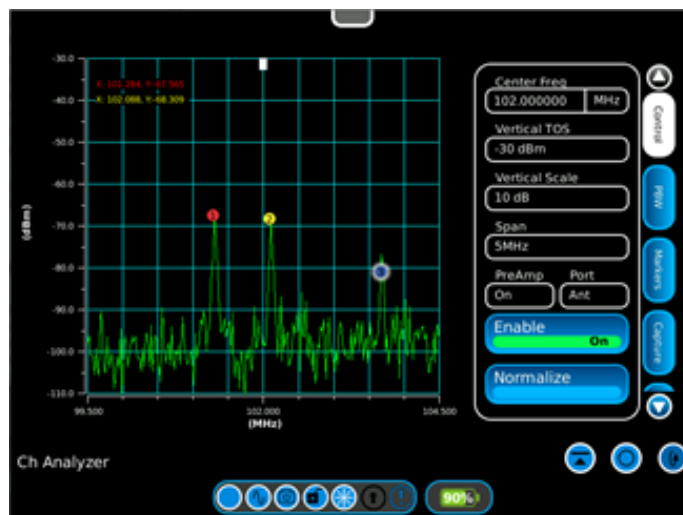 -30.0
X: 101.284, Y:-67.565
X: 102.088, Y:-68.309
-40.0
-50.0
-60.0
-70.0
-80.0
-90.0
-100.0
-110.0
(dBm)
1
2
99.500
102.000
104.500
(MHz)
Center Freq
102.000000 MHz
Vertical TOS
-30 dBm
Vertical Scale
10 dB
Span
5MHz
PreAmp Port
On Ant
Enable
On
Normalize
Control
PBW
Markers
Capture
Ch Analyzer
90%